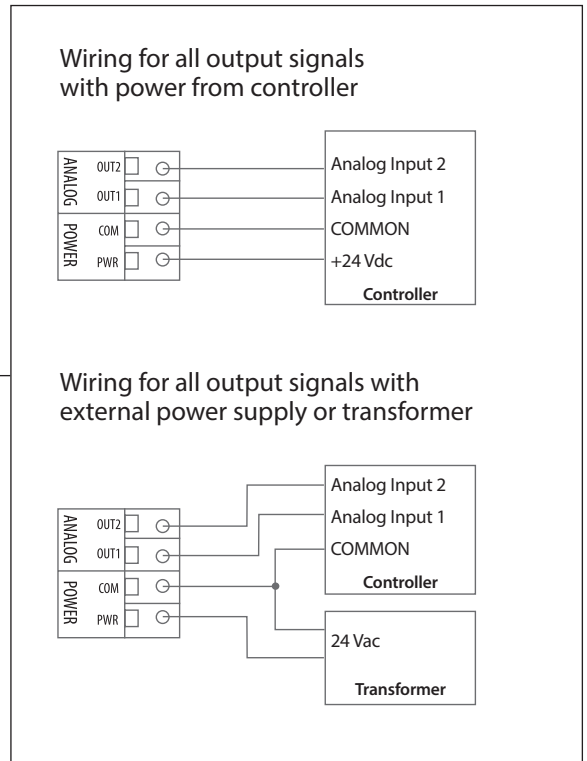 Wiring for all output signals
with power from controller
ANALOG
OUT2
OUT1
POWER
COM
PWR
Analog Input 2
Analog Input 1
COMMON
+24 Vdc
Controller
Wiring for all output signals with
external power supply or transformer
ANALOG
OUT2
OUT1
POWER
COM
PWR
Analog Input 2
Analog Input 1
COMMON
Controller
24 Vac
Transformer